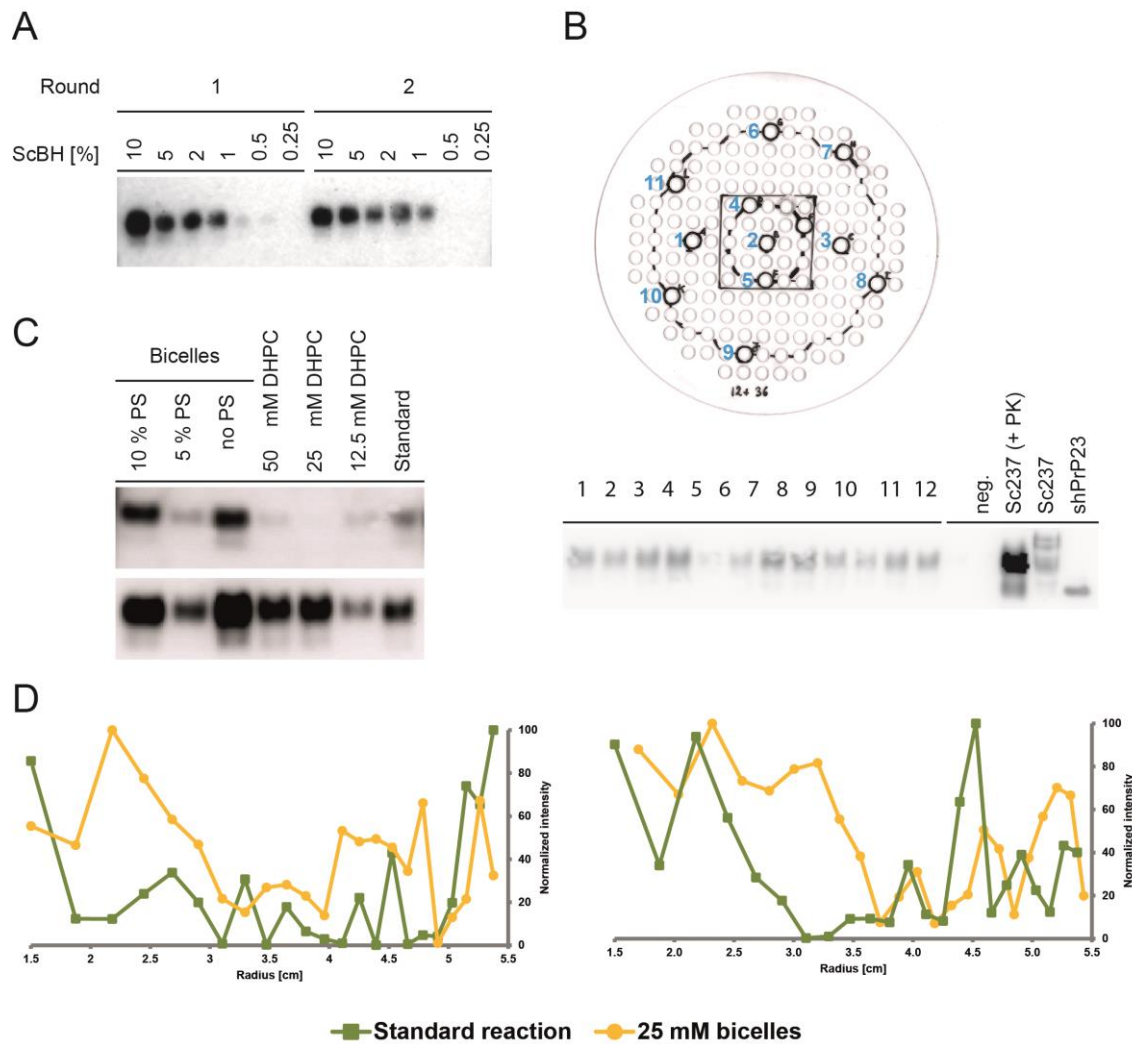 A
Round 1 2
ScBH [%] 10 5 2 1 0.5 0.25 10 5 2 1 0.5 0.25
B
6
7
11
4
1 2 3
5
8
10
9
12+ 36
1 2 3 4 5 6 7 8 9 10 11 12 neg. Sc237 (+ PK) Sc237 shPrP23
C
Bicelles
10 % PS 5 % PS no PS 50 mM DHPC 25 mM DHPC 12.5 mM DHPC Standard
D
100
80
60
40
20
0
Normalized intensity
1.5 2 2.5 3 3.5 4 4.5 5 5.5
Radius [cm]
100
80
60
40
20
0
Normalized intensity
1.5 2.0 2.5 3.0 3.5 4.0 4.5 5.0 5.5
Radius [cm]
Standard reaction 25 mM bicelles